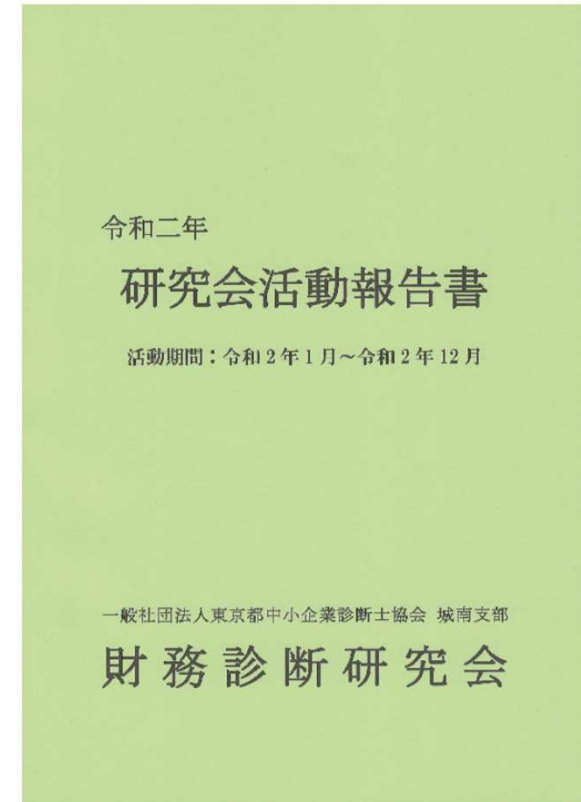 令和二年
研究会活動報告書
活動期間：令和2年1月～令和2年12月
一般社団法人東京都中小企業診断士協会 城南支部
財務診断研究会